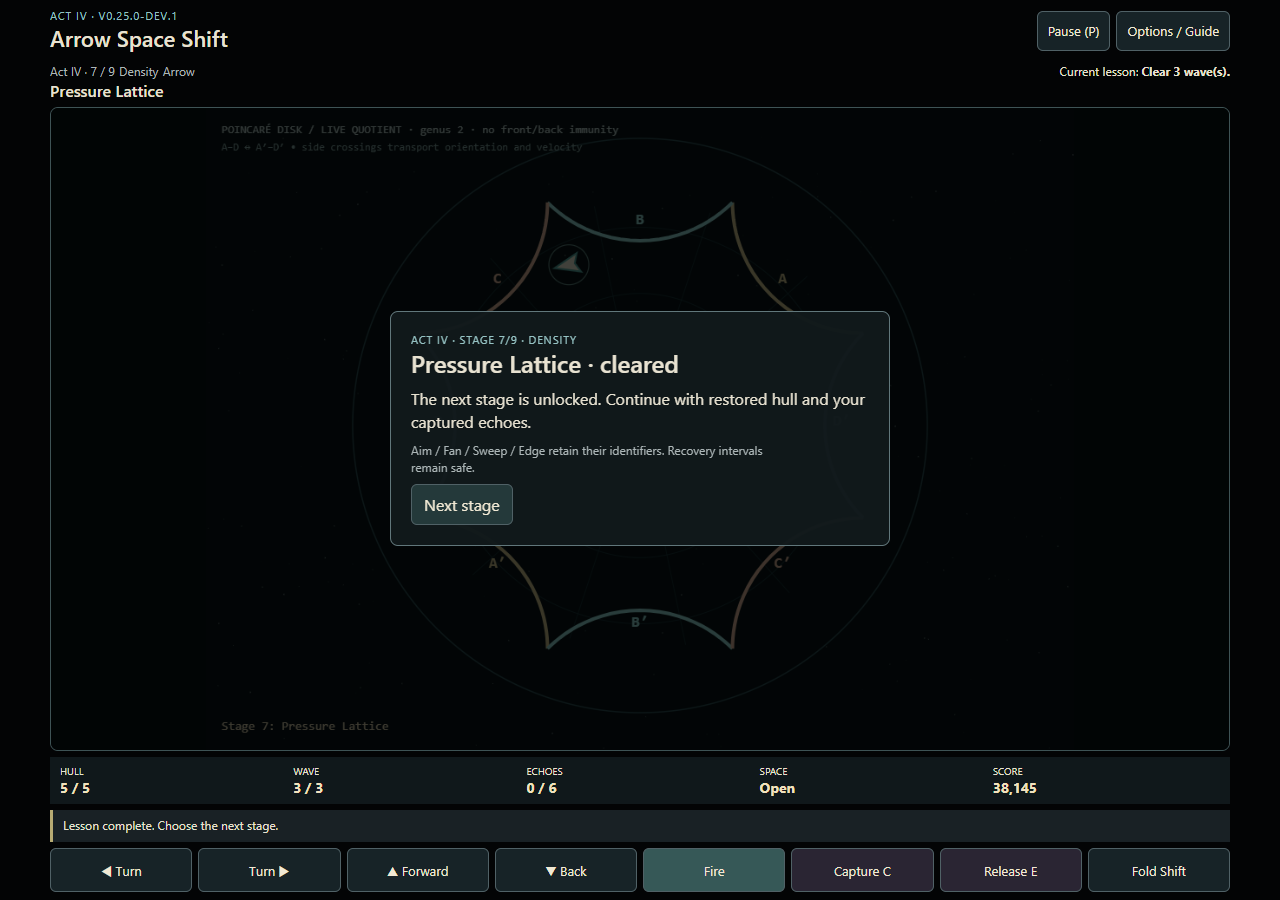 ACT IV · V0.25.0-DEV.1
Arrow Space Shift
Pause (P)
Options / Guide
Act IV · 7 / 9 Density Arrow
Current lesson: Clear 3 wave(s).
Pressure Lattice
POINCARÉ DISK / LIVE QUOTIENT · genus 2 · no front/back immunity
A–D ↔ A′–D′ • side crossings transport orientation and velocity
B
C
A
ACT IV · STAGE 7/9 · DENSITY
Pressure Lattice · cleared
The next stage is unlocked. Continue with restored hull and your
captured echoes.
Aim / Fan / Sweep / Edge retain their identifiers. Recovery intervals
remain safe.
Next stage
A′
C′
B′
Stage 7: Pressure Lattice
HULL
5 / 5
WAVE
3 / 3
ECHOES
0 / 6
SPACE
Open
SCORE
38,145
Lesson complete. Choose the next stage.
◀ Turn
Turn ▶
▲ Forward
▼ Back
Fire
Capture C
Release E
Fold Shift